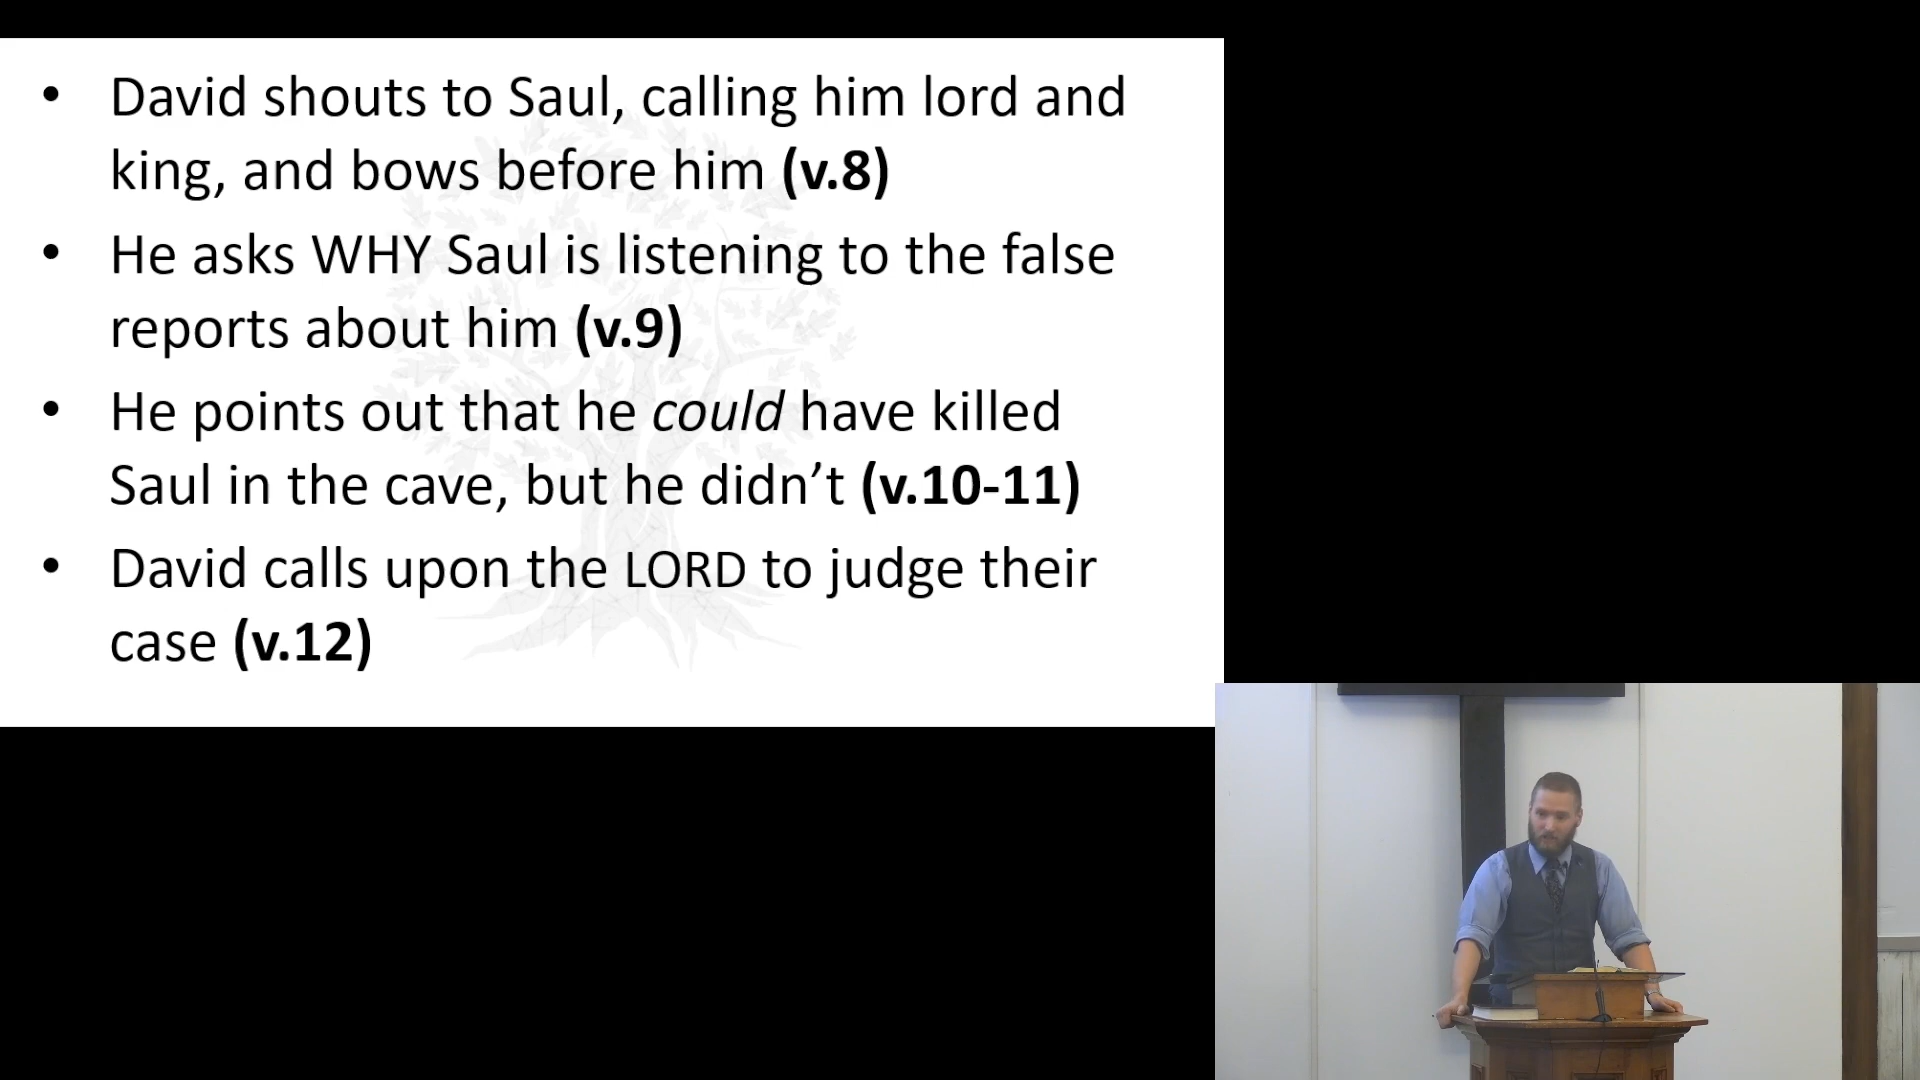 • David shouts to Saul, calling him lord and
king, and bows before him (v.8)
• He asks WHY Saul is listening to the false
reports about him (v.9)
• He points out that he could have killed
Saul in the cave, but he didn’t (v.10-11)
• David calls upon the LORD to judge their
case (v.12)